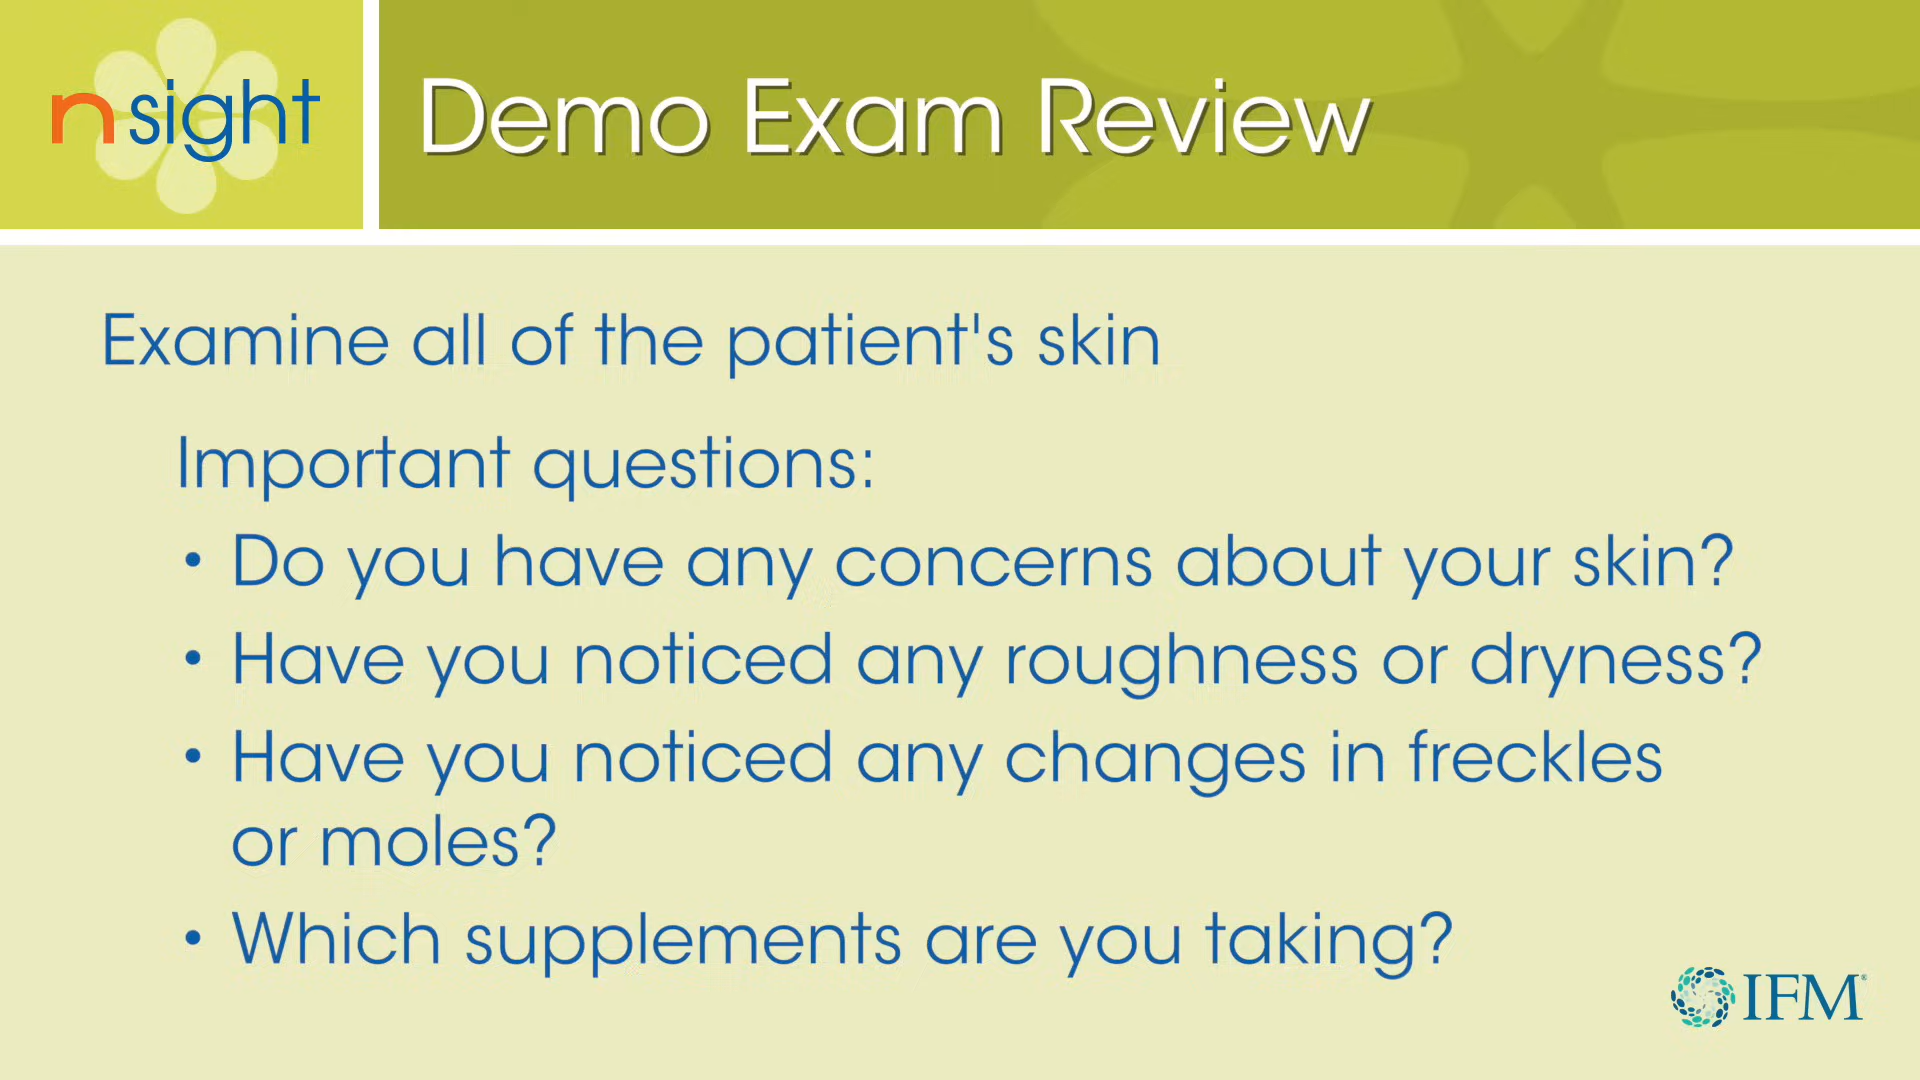 nsight
Demo Exam Review
Examine all of the patient's skin
Important questions:
• Do you have any concerns about your skin?
• Have you noticed any roughness or dryness?
• Have you noticed any changes in freckles
or moles?
• Which supplements are you taking?
IFM®